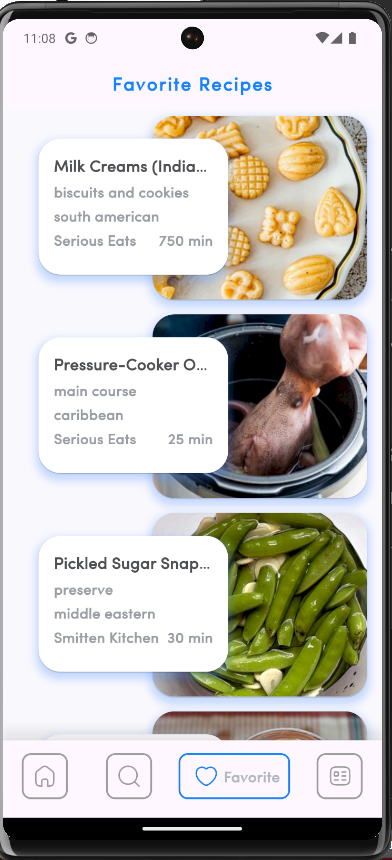 11:08 G
Favorite Recipes
Milk Creams (India...
biscuits and cookies
south american
Serious Eats 750 min
Pressure-Cooker O...
main course
caribbean
Serious Eats 25 min
Pickled Sugar Snap...
preserve
middle eastern
Smitten Kitchen 30 min
Favorite